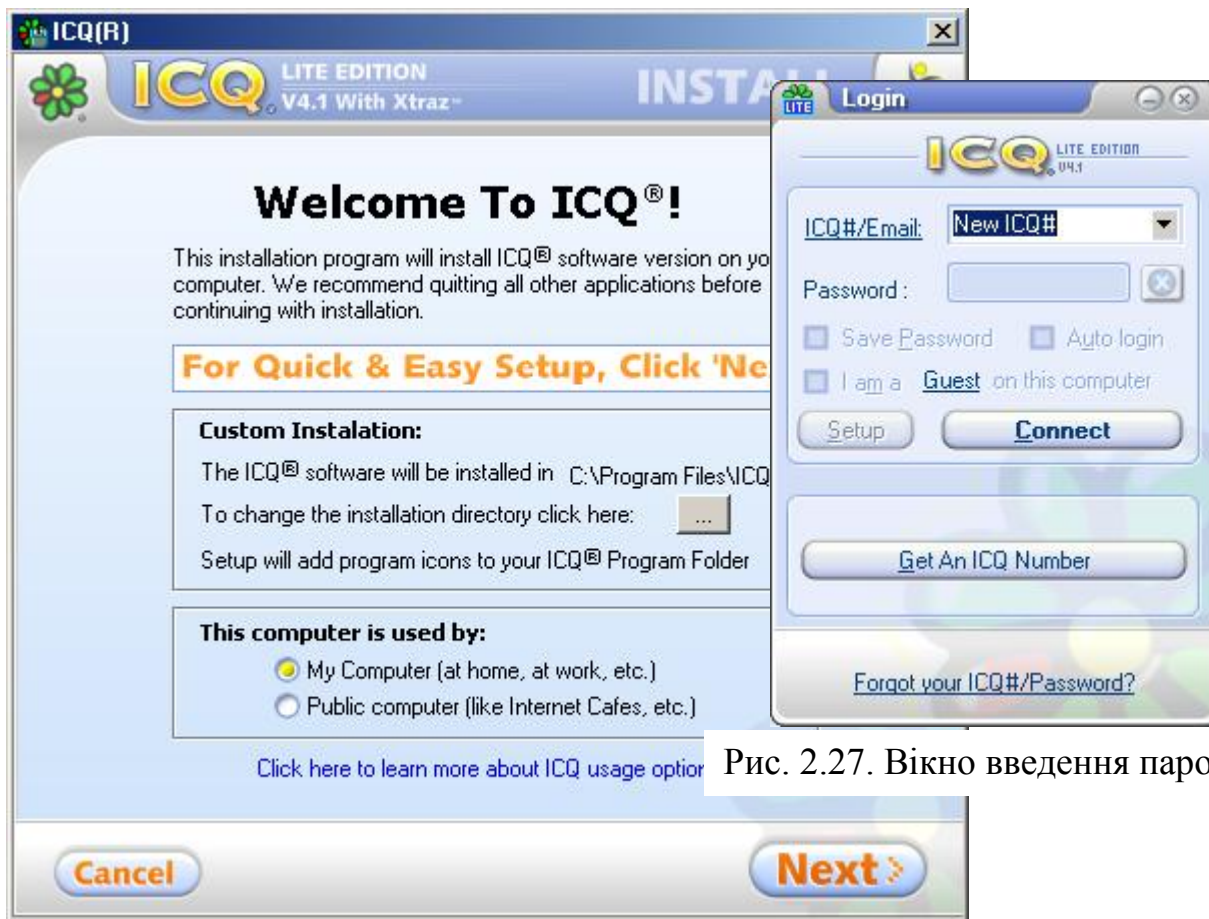 ICQ(R)
ICQ LITE EDITION
V4.1 With Xtraz
Welcome To ICQ®!
This installation program will install ICQ® software version on
computer. We recommend quitting all other applications before
continuing with installation.
For Quick & Easy Setup, Click
Custom Instalation:
The ICQ® software will be installed in C:\Program Files\ICQ
To change the installation directory click here: ...
Setup will add program icons to your ICQ® Program Folder
This computer is used by:
My Computer (at home, at work, etc.)
Public computer (like Internet Cafes, etc.)
Click here to learn more about ICQ usage
Cancel
Next
LITE Login
ICQ LITE EDITION
V4.1
ICQ#/Email: New ICQ#
Password :
Save Password Auto login
I am a Guest on this computer
Setup Connect
Get An ICQ Number
Forgot your ICQ#/Password?
Рис. 2.27. Вікно введення